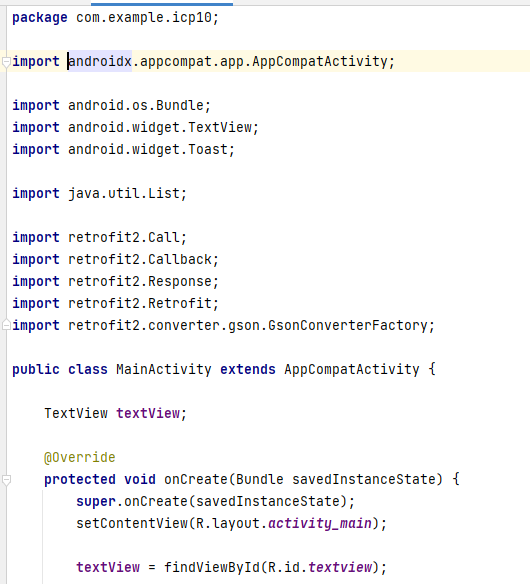 package com.example.icp10;
import androidx.appcompat.app.AppCompatActivity;
import android.os.Bundle;
import android.widget.TextView;
import android.widget.Toast;
import java.util.List;
import retrofit2.Call;
import retrofit2.Callback;
import retrofit2.Response;
import retrofit2.Retrofit;
import retrofit2.converter.gson.GsonConverterFactory;
public class MainActivity extends AppCompatActivity {
TextView textView;
@Override
protected void onCreate(Bundle savedInstanceState) {
super.onCreate(savedInstanceState);
setContentView(R.layout.activity_main);
textView = findViewById(R.id.textview);